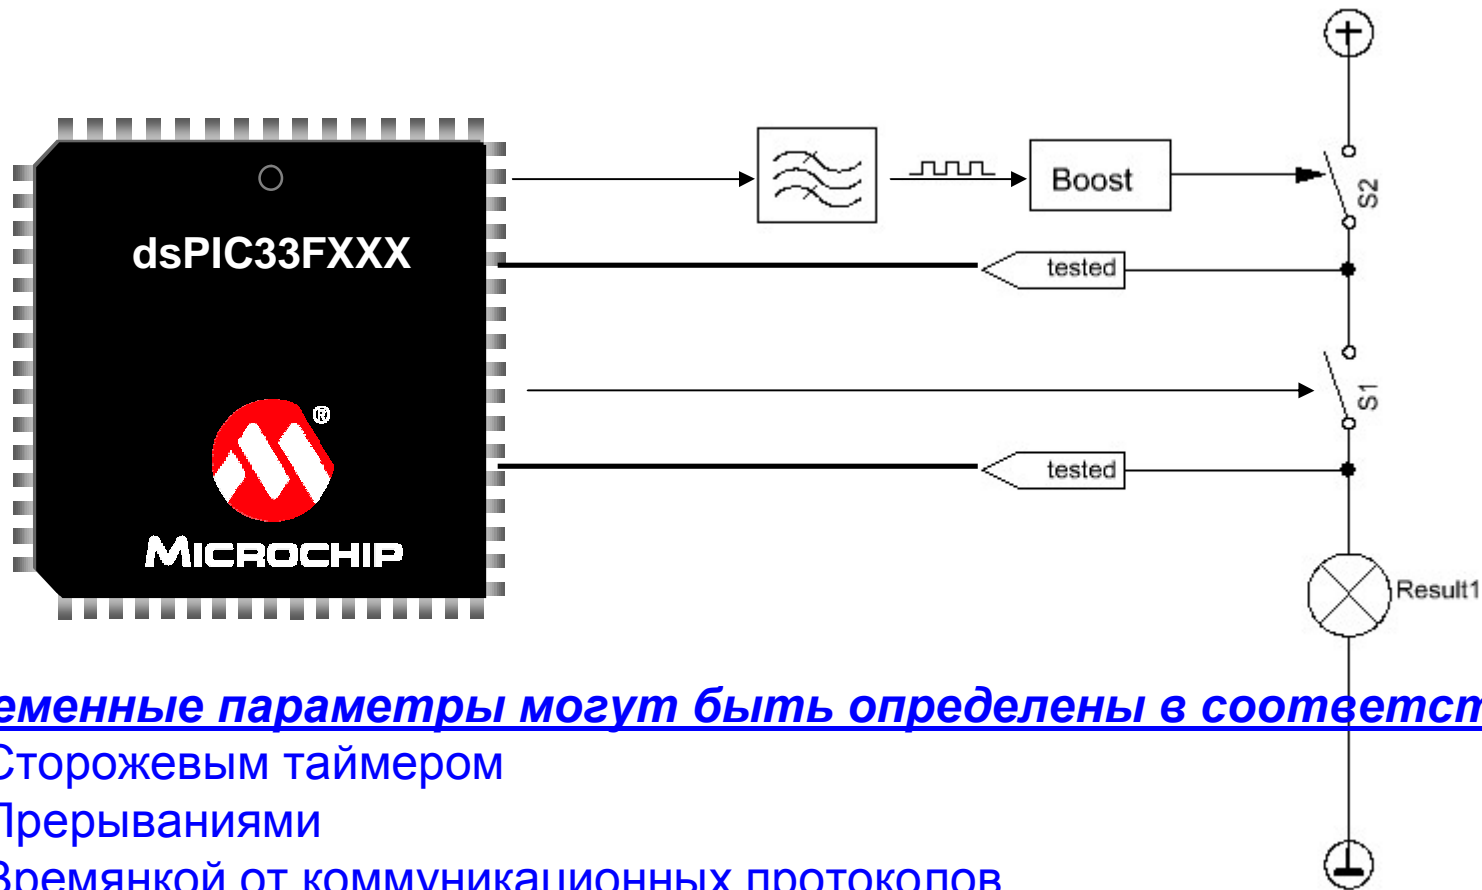 Boost
S2
dsPIC33FXXX
tested
S1
®
tested
MICROCHIP
Result1
еменные параметры могут быть определены в соответст
Сторожевым таймером
Прерываниями
Времянкой от коммуникационных протоколов